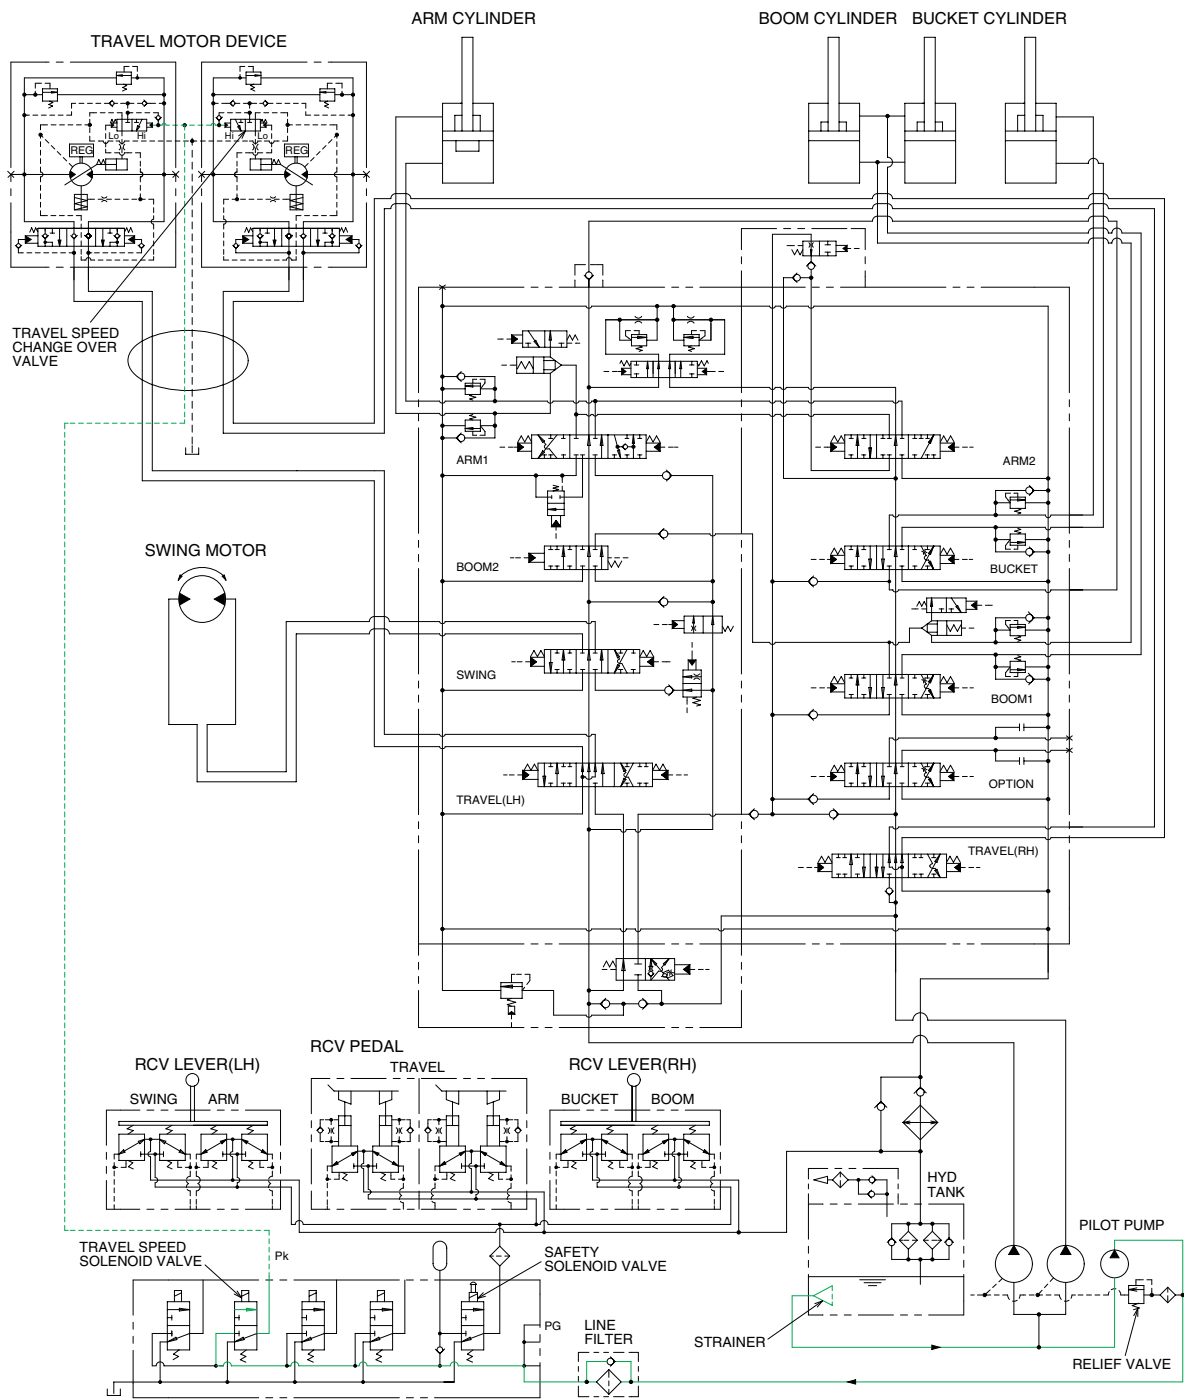 ARM CYLINDER
BOOM CYLINDER
BUCKET CYLINDER
TRAVEL MOTOR DEVICE
Lo
Hi
Hi
Lo
REG
REG
TRAVEL SPEED
CHANGE OVER
VALVE
ARM1
ARM2
SWING MOTOR
BOOM2
BUCKET
SWING
BOOM1
TRAVEL(LH)
OPTION
TRAVEL(RH)
RCV LEVER(LH)
RCV PEDAL
RCV LEVER(RH)
TRAVEL
SWING
ARM
BUCKET
BOOM
HYD
TANK
PILOT PUMP
TRAVEL SPEED
SOLENOID VALVE
Pk
SAFETY
SOLENOID VALVE
PG
LINE
FILTER
STRAINER
RELIEF VALVE